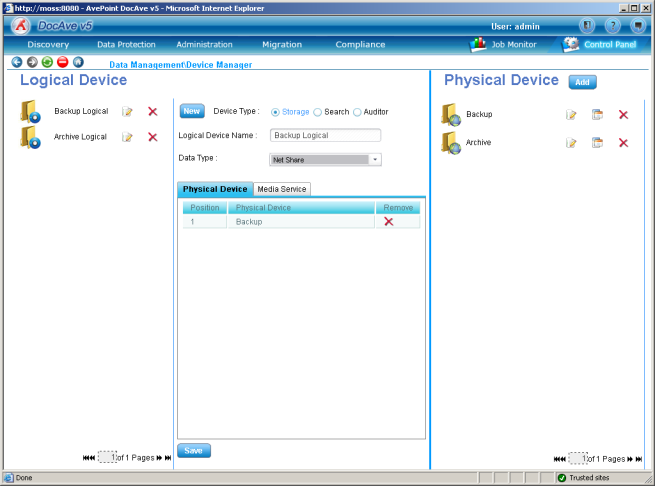 http://moss:8080 - AvePoint DocAve v5 - Microsoft Internet Explorer
DocAve v5
User: admin
Discovery Data Protection Administration Migration Compliance Job Monitor Control Panel
Data Management\Device Manager
Logical Device
Backup Logical
Archive Logical
New Device Type : Storage Search Auditor
Logical Device Name : Backup Logical
Data Type : Net Share
Physical Device Media Service
Position Physical Device Remove
1 Backup
Save
1 of 1 Pages
Physical Device Add
Backup
Archive
1 of 1 Pages
Done Trusted sites